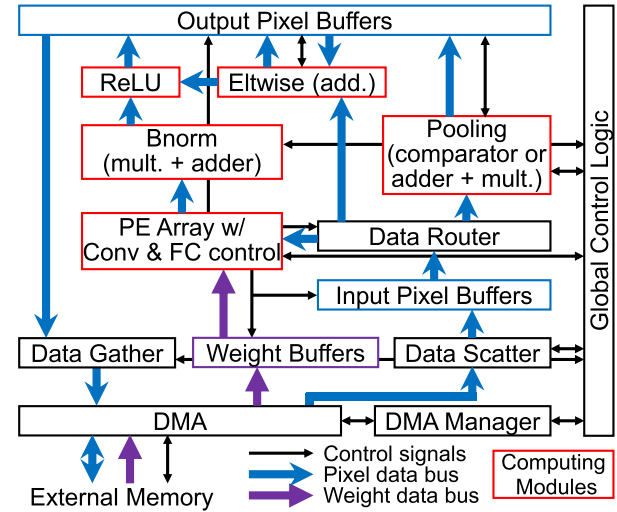 Output Pixel Buffers
ReLU
Eltwise (add.)
Bnorm
(mult. + adder)
Pooling
(comparator or
adder + mult.)
PE Array w/
Conv & FC control
Data Router
Input Pixel Buffers
Global Control Logic
Data Gather
Weight Buffers
Data Scatter
DMA
DMA Manager
External Memory
Control signals
Pixel data bus
Weight data bus
Computing
Modules